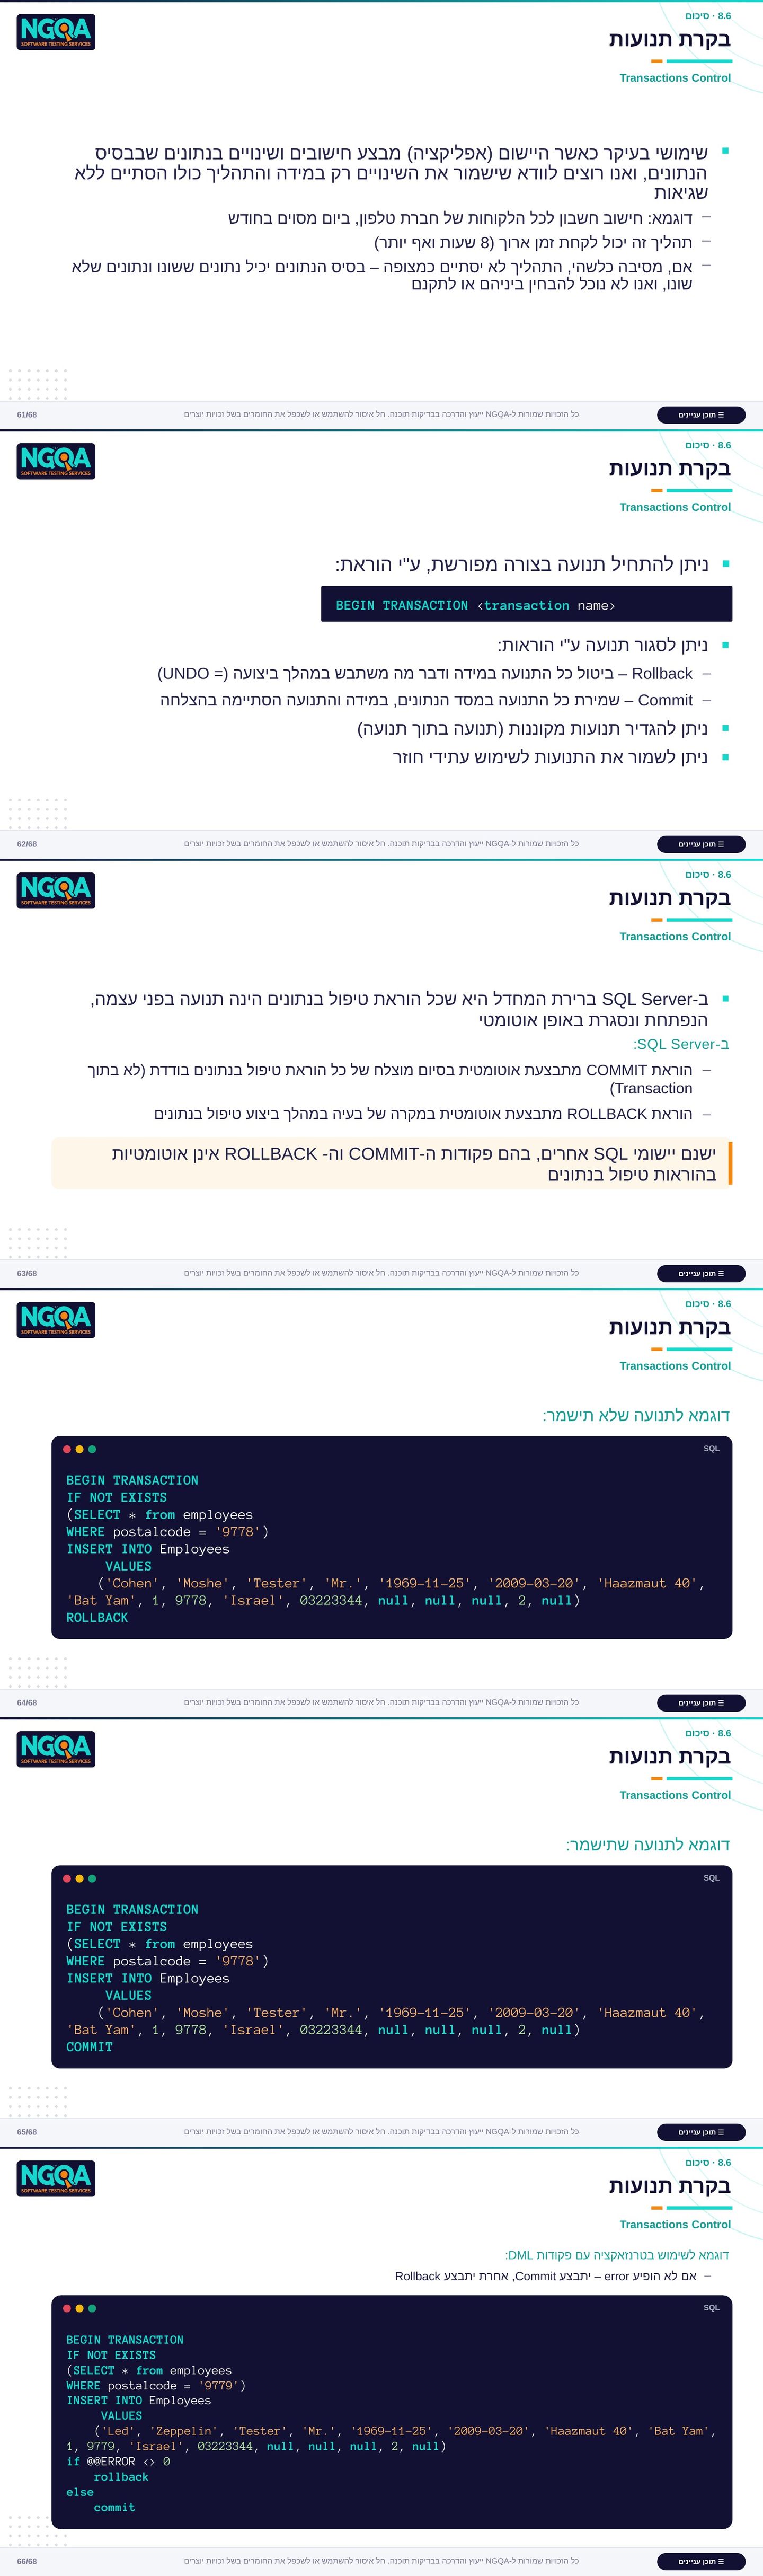 8.6 · סיכום
NGQA
SOFTWARE TESTING SERVICES
בקרת תנועות
Transactions Control
שימושי בעיקר כאשר היישום (אפליקציה) מבצע חישובים ושינויים בנתונים שבבסיס
הנתונים, ואנו רוצים לוודא שישמור את השינויים רק במידה והתהליך כולו הסתיים ללא
שגיאות
– דוגמא: חישוב חשבון לכל הלקוחות של חברת טלפון, ביום מסוים בחודש
– תהליך זה יכול לקחת זמן ארוך (8 שעות ואף יותר)
– אם, מסיבה כלשהי, התהליך לא יסתיים כמצופה – בסיס הנתונים יכיל נתונים ששונו ונתונים שלא
שונו, ואנו לא נוכל להבחין ביניהם או לתקנם
☰ תוכן עניינים
כל הזכויות שמורות ל-NGQA ייעוץ והדרכה בבדיקות תוכנה. חל איסור להשתמש או לשכפל את החומרים בשל זכויות יוצרים
61/68
8.6 · סיכום
NGQA
SOFTWARE TESTING SERVICES
בקרת תנועות
Transactions Control
ניתן להתחיל תנועה בצורה מפורשת, ע"י הוראת:
BEGIN TRANSACTION <transaction name>
ניתן לסגור תנועה ע"י הוראות:
– Rollback – ביטול כל התנועה במידה ודבר מה משתבש במהלך ביצועה (= UNDO)
– Commit – שמירת כל התנועה במסד הנתונים, במידה והתנועה הסתיימה בהצלחה
ניתן להגדיר תנועות מקוננות (תנועה בתוך תנועה)
ניתן לשמור את התנועות לשימוש עתידי חוזר
☰ תוכן עניינים
כל הזכויות שמורות ל-NGQA ייעוץ והדרכה בבדיקות תוכנה. חל איסור להשתמש או לשכפל את החומרים בשל זכויות יוצרים
62/68
8.6 · סיכום
NGQA
SOFTWARE TESTING SERVICES
בקרת תנועות
Transactions Control
ב-SQL Server ברירת המחדל היא שכל הוראת טיפול בנתונים הינה תנועה בפני עצמה,
הנפתחת ונסגרת באופן אוטומטי
ב-SQL Server:
– הוראת COMMIT מתבצעת אוטומטית בסיום מוצלח של כל הוראת טיפול בנתונים בודדת (לא בתוך
Transaction)
– הוראת ROLLBACK מתבצעת אוטומטית במקרה של בעיה במהלך ביצוע טיפול בנתונים
ישנם יישומי SQL אחרים, בהם פקודות ה-COMMIT וה- ROLLBACK אינן אוטומטיות
בהוראות טיפול בנתונים
☰ תוכן עניינים
כל הזכויות שמורות ל-NGQA ייעוץ והדרכה בבדיקות תוכנה. חל איסור להשתמש או לשכפל את החומרים בשל זכויות יוצרים
63/68
8.6 · סיכום
NGQA
SOFTWARE TESTING SERVICES
בקרת תנועות
Transactions Control
דוגמא לתנועה שלא תישמר:
SQL
BEGIN TRANSACTION
IF NOT EXISTS
(SELECT * from employees
WHERE postalcode = '9778')
INSERT INTO Employees
VALUES
('Cohen', 'Moshe', 'Tester', 'Mr.', '1969-11-25', '2009-03-20', 'Haazmaut 40',
'Bat Yam', 1, 9778, 'Israel', 03223344, null, null, null, 2, null)
ROLLBACK
☰ תוכן עניינים
כל הזכויות שמורות ל-NGQA ייעוץ והדרכה בבדיקות תוכנה. חל איסור להשתמש או לשכפל את החומרים בשל זכויות יוצרים
64/68
8.6 · סיכום
NGQA
SOFTWARE TESTING SERVICES
בקרת תנועות
Transactions Control
דוגמא לתנועה שתישמר:
SQL
BEGIN TRANSACTION
IF NOT EXISTS
(SELECT * from employees
WHERE postalcode = '9778')
INSERT INTO Employees
VALUES
('Cohen', 'Moshe', 'Tester', 'Mr.', '1969-11-25', '2009-03-20', 'Haazmaut 40',
'Bat Yam', 1, 9778, 'Israel', 03223344, null, null, null, 2, null)
COMMIT
☰ תוכן עניינים
כל הזכויות שמורות ל-NGQA ייעוץ והדרכה בבדיקות תוכנה. חל איסור להשתמש או לשכפל את החומרים בשל זכויות יוצרים
65/68
8.6 · סיכום
NGQA
SOFTWARE TESTING SERVICES
בקרת תנועות
Transactions Control
דוגמא לשימוש בטרנזאקציה עם פקודות DML:
– אם לא הופיע error – יתבצע Commit, אחרת יתבצע Rollback
SQL
BEGIN TRANSACTION
IF NOT EXISTS
(SELECT * from employees
WHERE postalcode = '9779')
INSERT INTO Employees
VALUES
('Led', 'Zeppelin', 'Tester', 'Mr.', '1969-11-25', '2009-03-20', 'Haazmaut 40', 'Bat Yam',
1, 9779, 'Israel', 03223344, null, null, null, 2, null)
if @@ERROR <> 0
rollback
else
commit
☰ תוכן עניינים
כל הזכויות שמורות ל-NGQA ייעוץ והדרכה בבדיקות תוכנה. חל איסור להשתמש או לשכפל את החומרים בשל זכויות יוצרים
66/68